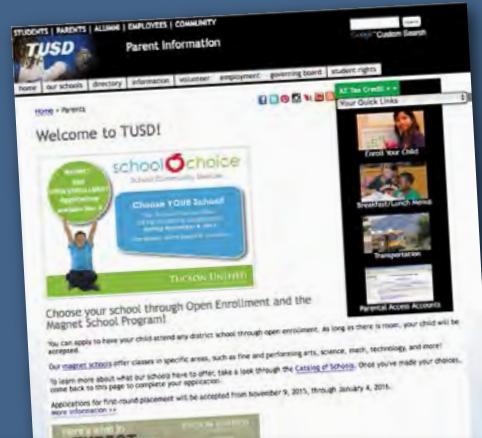 STUDENTS | PARENTS | ALUMNI | EMPLOYEES | COMMUNITY
Custom Search
TUSD
Parent Information
home our schools directory information volunteer employment governing board student rights
AZ Tax Credit
Your Quick Links
Home > Parents
Welcome to TUSD!
school choice
Choose YOUR School
TUCSON UNIFIED
Enroll Your Child
Breakfast/Lunch Menus
Transportation
Parental Access Accounts
Choose your school through Open Enrollment and the
Magnet School Program!
You can apply to have your child attend any district school through open enrollment. As long as there is room, your child will be
accepted.
Our magnet schools offer classes in specific areas, such as fine and performing arts, science, math, technology, and more!
To learn more about what our schools have to offer, take a look through the Catalog of Schools. Once you've made your choices,
come back to this page to complete your application.
Applications for first-round placement will be accepted from November 9, 2015, through January 4, 2016.
More information >>
Here's what to